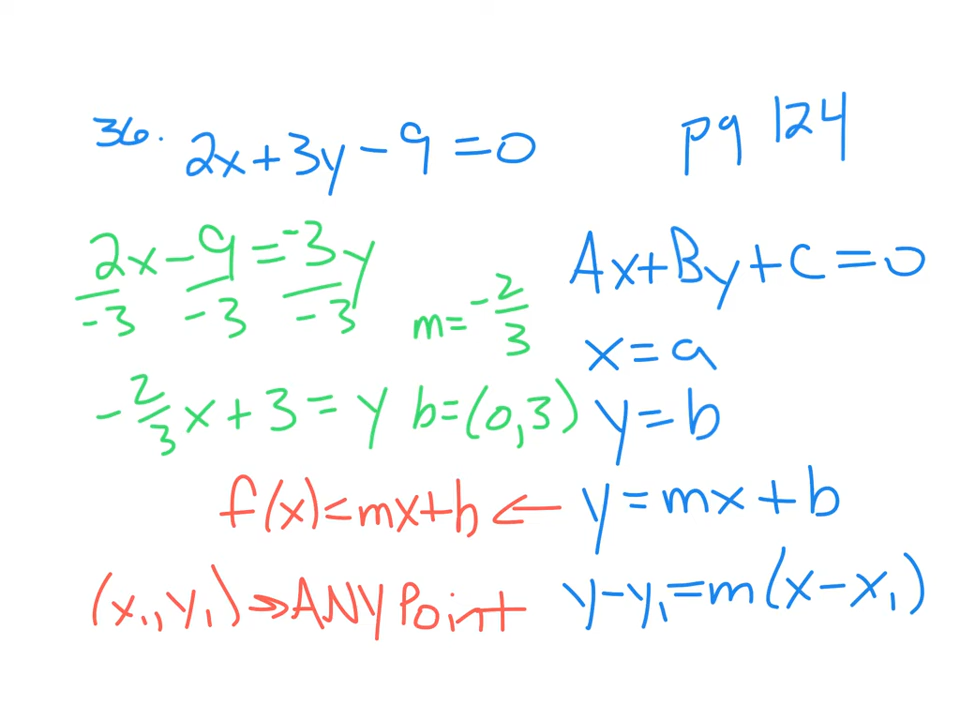 36. 2x+3y-9=0
pg 124
2x-9=-3y
-3 -3 -3
m=-2/3
-2/3x+3=y b=(0,3)
Ax+By+C=0
x=a
y=b
f(x)=mx+b ← y=mx+b
(x₁,y₁)⇒ANY Point y-y₁=m(x-x₁)